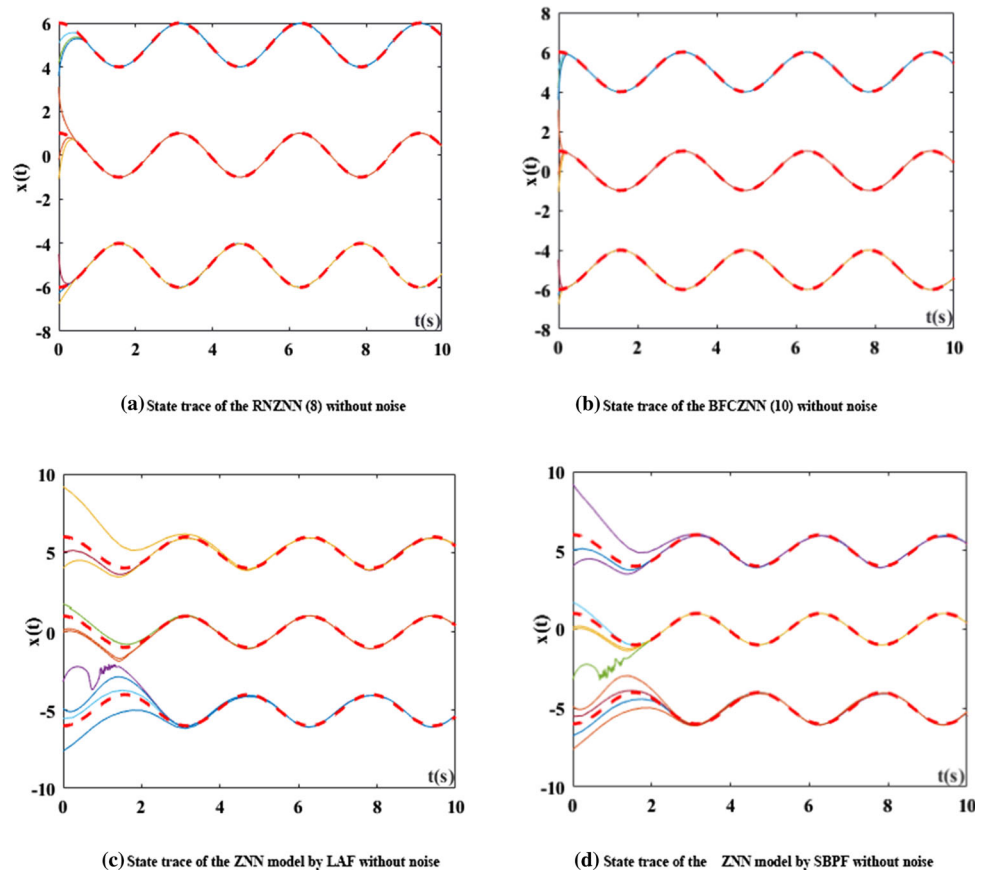 6
4
2
0
-2
-4
-6
-8
x(t)
t(s)
0 2 4 6 8 10
(a) State trace of the RNZNN (8) without noise
8
6
4
2
0
-2
-4
-6
-8
x(t)
t(s)
0 2 4 6 8 10
(b) State trace of the BFCZNN (10) without noise
10
5
0
-5
-10
x(t)
t(s)
0 2 4 6 8 10
(c) State trace of the ZNN model by LAF without noise
10
5
0
-5
-10
x(t)
t(s)
0 2 4 6 8 10
(d) State trace of the ZNN model by SBPF without noise